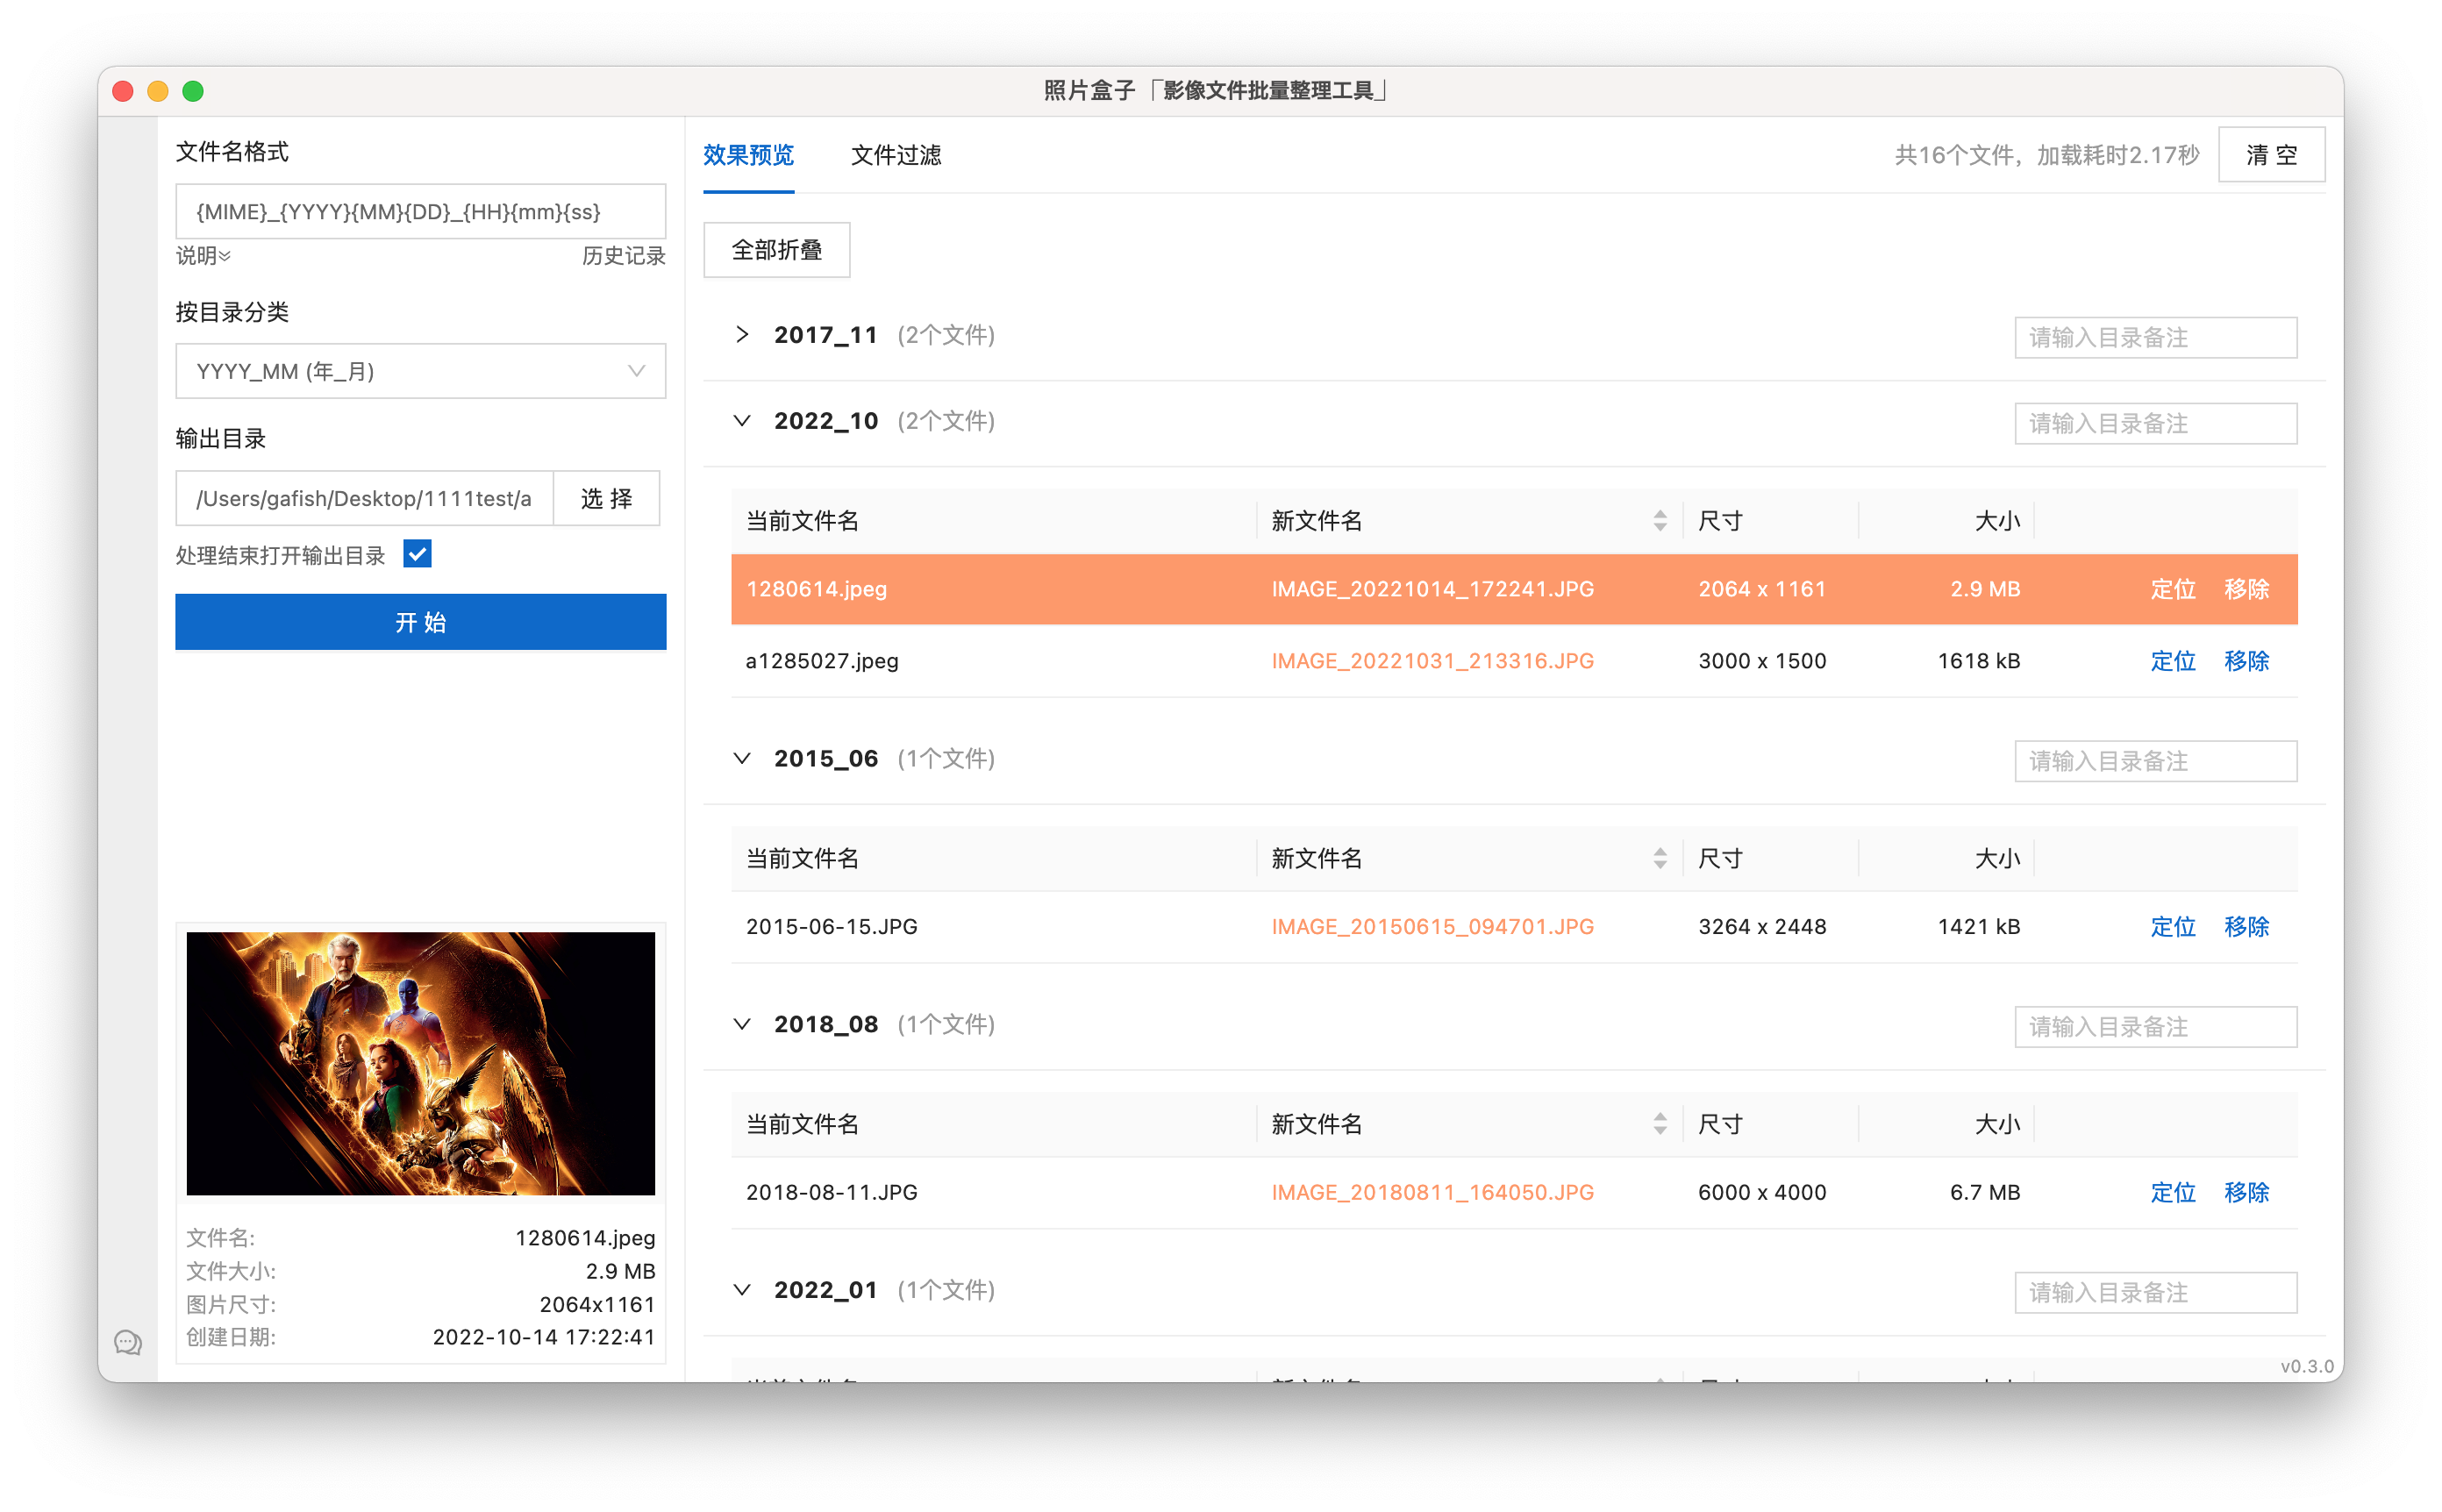 照片盒子「影像文件批量整理工具」
文件名格式
{MIME}_{YYYY}{MM}{DD}_{HH}{mm}{ss}
说明
历史记录
按目录分类
YYYY_MM (年_月)
输出目录
/Users/gafish/Desktop/1111test/a
选 择
处理结束打开输出目录
开 始
文件名: 1280614.jpeg
文件大小: 2.9 MB
图片尺寸: 2064x1161
创建日期: 2022-10-14 17:22:41
效果预览 文件过滤 共16个文件，加载耗时2.17秒 清 空
全部折叠
2017_11 (2个文件) 请输入目录备注
2022_10 (2个文件) 请输入目录备注
当前文件名 新文件名 尺寸 大小
1280614.jpeg IMAGE_20221014_172241.JPG 2064 x 1161 2.9 MB 定位 移除
a1285027.jpeg IMAGE_20221031_213316.JPG 3000 x 1500 1618 kB 定位 移除
2015_06 (1个文件) 请输入目录备注
当前文件名 新文件名 尺寸 大小
2015-06-15.JPG IMAGE_20150615_094701.JPG 3264 x 2448 1421 kB 定位 移除
2018_08 (1个文件) 请输入目录备注
当前文件名 新文件名 尺寸 大小
2018-08-11.JPG IMAGE_20180811_164050.JPG 6000 x 4000 6.7 MB 定位 移除
2022_01 (1个文件) 请输入目录备注
v0.3.0